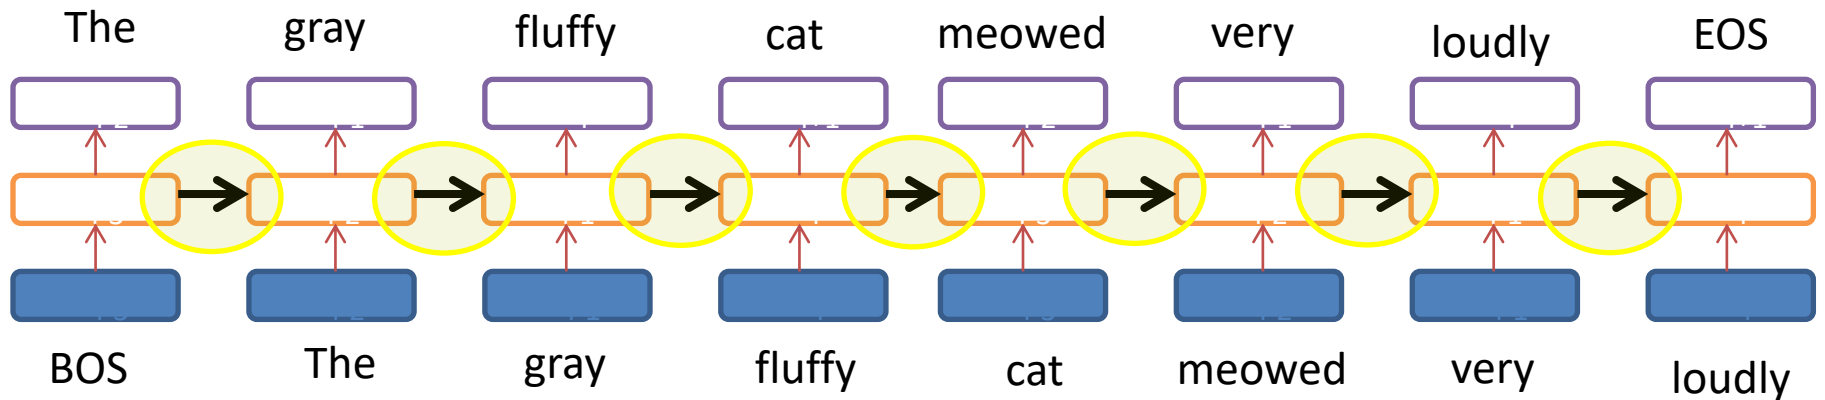 The gray fluffy cat meowed very loudly EOS
BOS The gray fluffy cat meowed very loudly